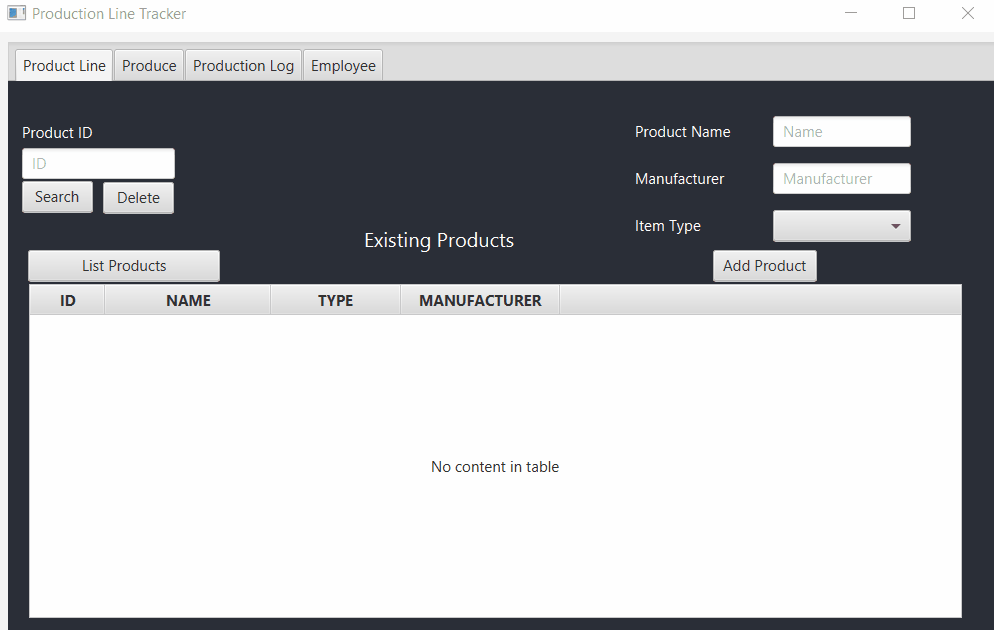 Production Line Tracker
Product Line Produce Production Log Employee
Product ID
ID
Search Delete
Product Name Name
Manufacturer Manufacturer
Item Type
Existing Products
List Products
Add Product
ID NAME TYPE MANUFACTURER
No content in table